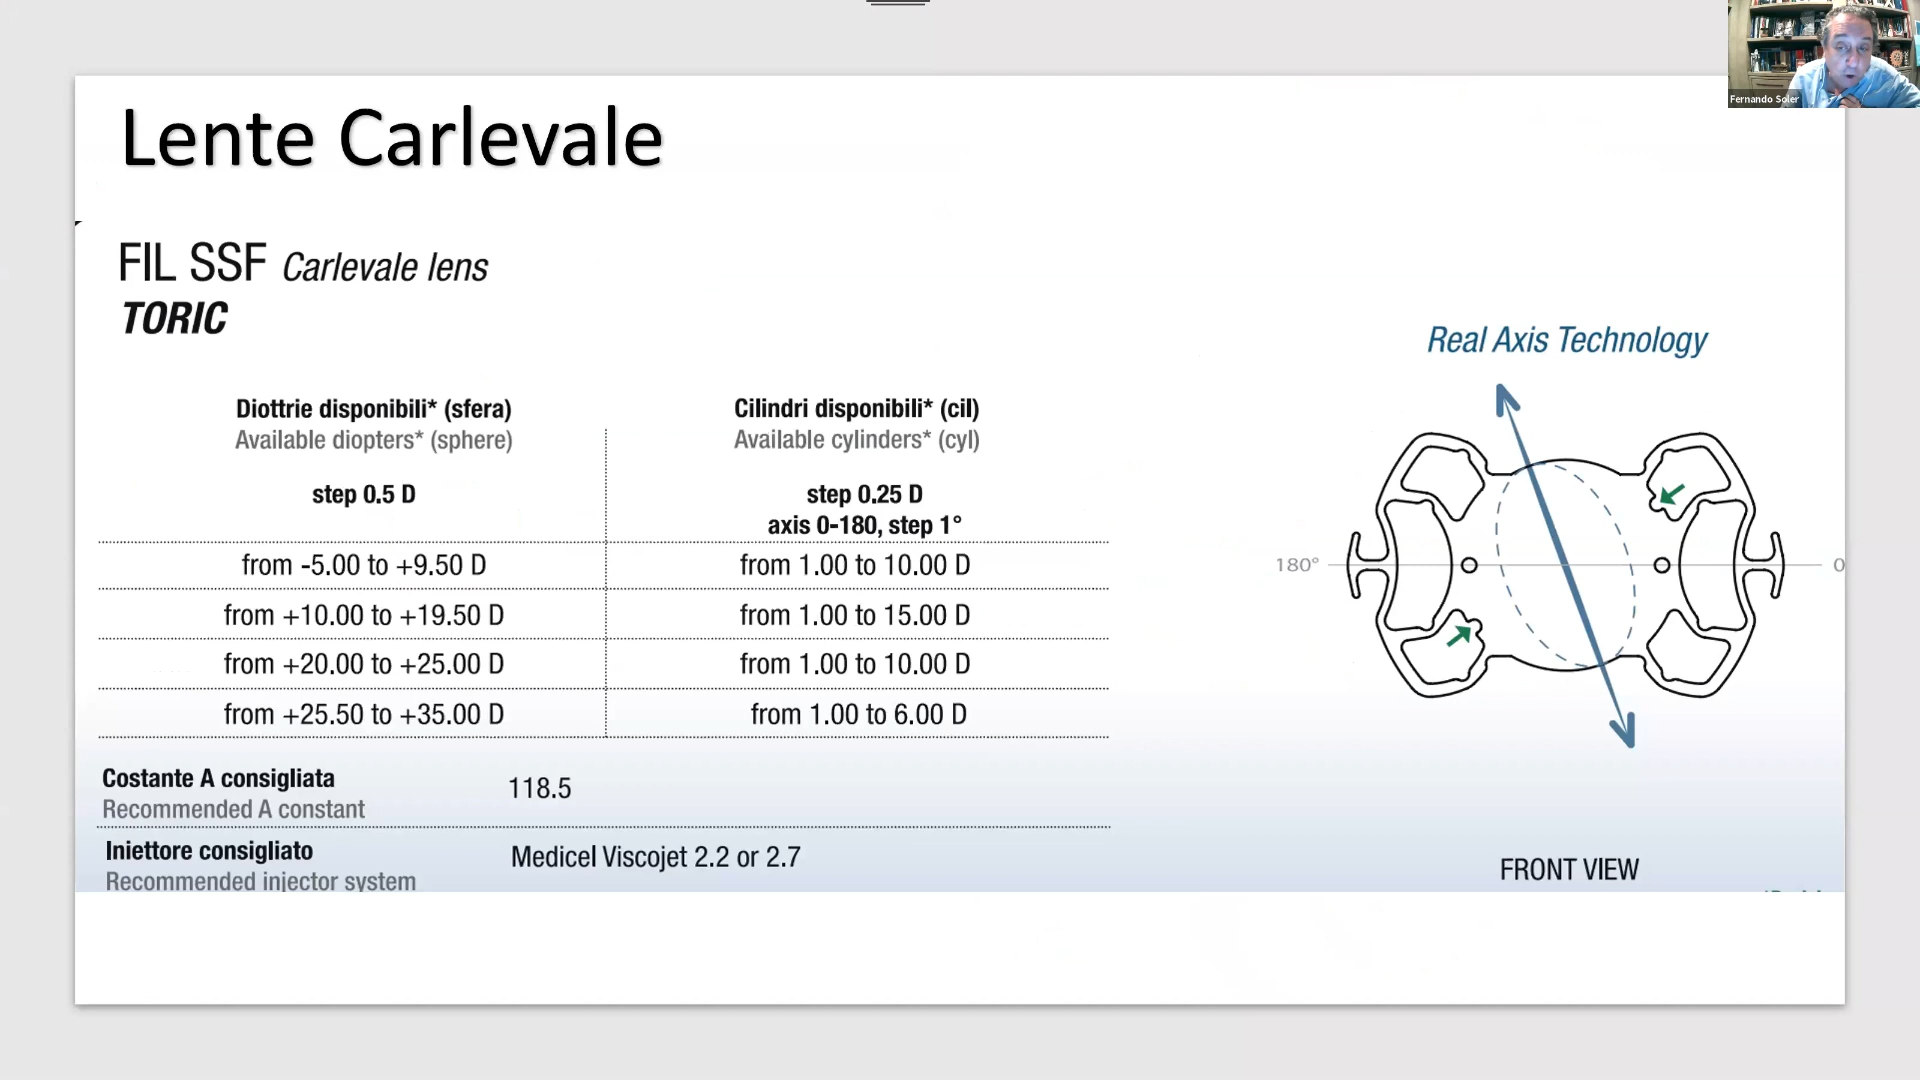 Fernando Soler
Lente Carlevale
FIL SSF Carlevale lens
TORIC
Real Axis Technology
Diottrie disponibili* (sfera)
Available diopters* (sphere)
step 0.5 D
Cilindri disponibili* (cil)
Available cylinders* (cyl)
step 0.25 D
axis 0-180, step 1°
from -5.00 to +9.50 D
from 1.00 to 10.00 D
from +10.00 to +19.50 D
from 1.00 to 15.00 D
from +20.00 to +25.00 D
from 1.00 to 10.00 D
from +25.50 to +35.00 D
from 1.00 to 6.00 D
180°
0
Costante A consigliata
Recommended A constant
118.5
Iniettore consigliato
Recommended injector system
Medicel Viscojet 2.2 or 2.7
FRONT VIEW